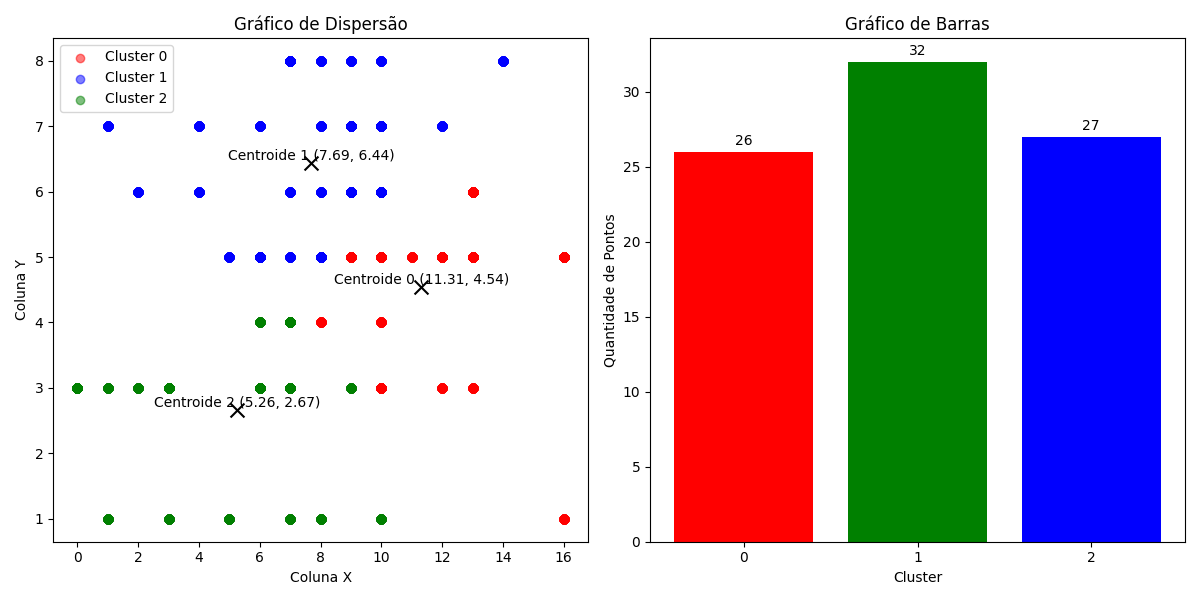 Gráfico de Dispersão
Cluster 0
Cluster 1
Cluster 2
Centroide 1 (7.69, 6.44)
Centroide 0 (11.31, 4.54)
Centroide 2 (5.26, 2.67)
8
7
6
5
4
3
2
1
Coluna Y
0 2 4 6 8 10 12 14 16
Coluna X
Gráfico de Barras
26
32
27
30
25
20
15
10
5
0
Quantidade de Pontos
0 1 2
Cluster